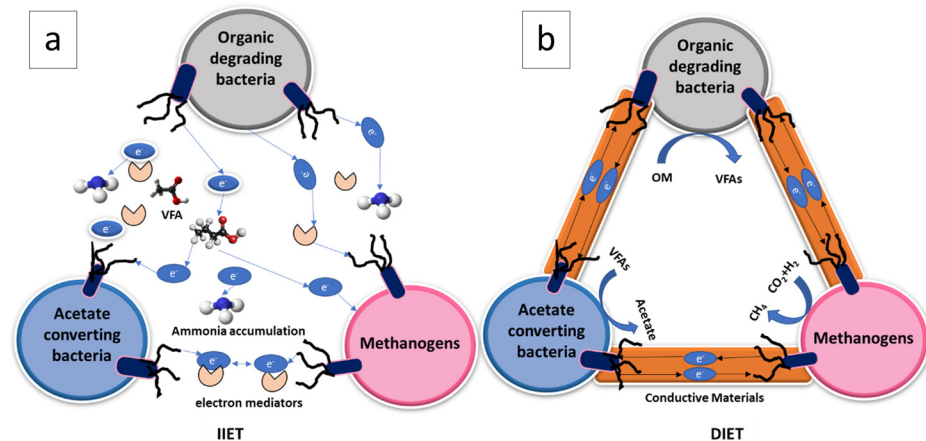 a
Organic
degrading
bacteria
e⁻
e⁻
e⁻
VFA
e⁻
e⁻
e⁻
e⁻
e⁻
Ammonia accumulation
Acetate
converting
bacteria
Methanogens
e⁻
e⁻
electron mediators
IIET
b
Organic
degrading
bacteria
OM
VFAs
e⁻
e⁻
e⁻
e⁻
VFAs
Acetate
CO₂+H₂
CH₄
Acetate
converting
bacteria
Methanogens
e⁻
e⁻
Conductive Materials
DIET